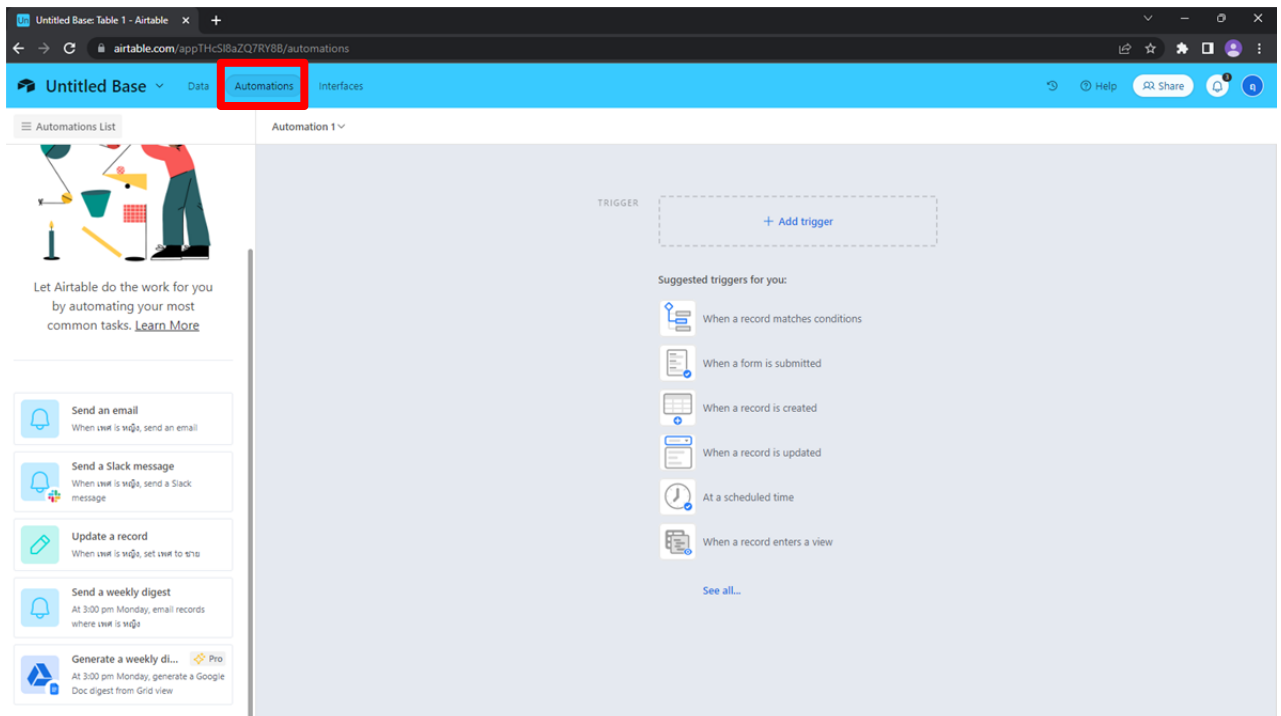 Untitled Base: Table 1 - Airtable
airtable.com/appTHcSI8aZQ7RY8B/automations
Untitled Base
Data
Automations
Interfaces
Help
Share
3
q
Automations List
Automation 1
Let Airtable do the work for you
by automating your most
common tasks. Learn More
Send an email
When เพศ is หญิง, send an email
Send a Slack message
When เพศ is หญิง, send a Slack
message
Update a record
When เพศ is หญิง, set เพศ to ชาย
Send a weekly digest
At 3:00 pm Monday, email records
where เพศ is หญิง
Generate a weekly di... Pro
At 3:00 pm Monday, generate a Google
Doc digest from Grid view
TRIGGER
+ Add trigger
Suggested triggers for you:
When a record matches conditions
When a form is submitted
When a record is created
When a record is updated
At a scheduled time
When a record enters a view
See all...